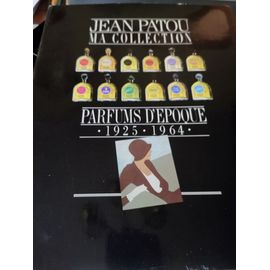 JEAN PATOU
MA COLLECTION
PARFUMS D'EPOQUE
• 1925 • 1964 •